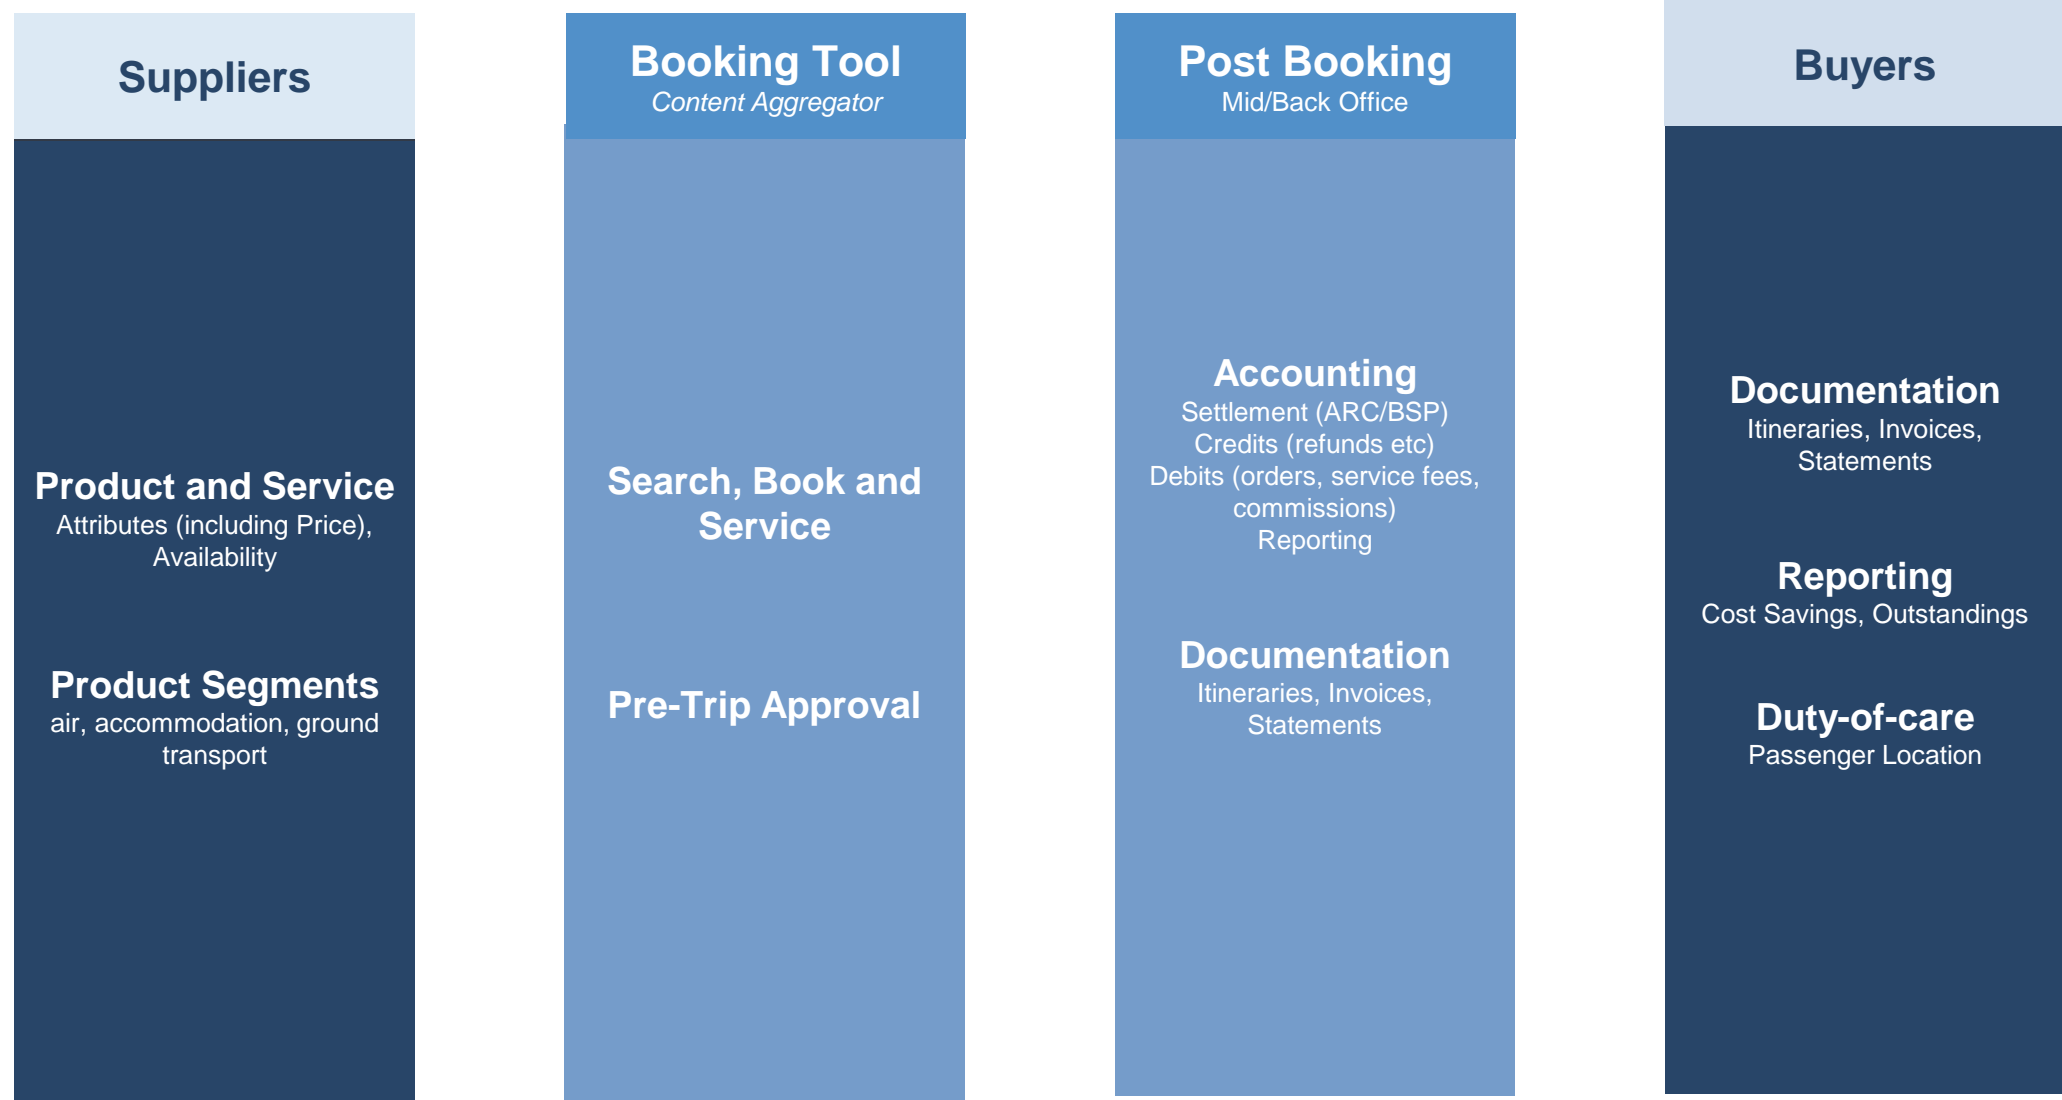 Suppliers
Product and Service
Attributes (including Price),
Availability
Product Segments
air, accommodation, ground
transport
Booking Tool
Content Aggregator
Search, Book and
Service
Pre-Trip Approval
Post Booking
Mid/Back Office
Accounting
Settlement (ARC/BSP)
Credits (refunds etc)
Debits (orders, service fees,
commissions)
Reporting
Documentation
Itineraries, Invoices,
Statements
Buyers
Documentation
Itineraries, Invoices,
Statements
Reporting
Cost Savings, Outstandings
Duty-of-care
Passenger Location